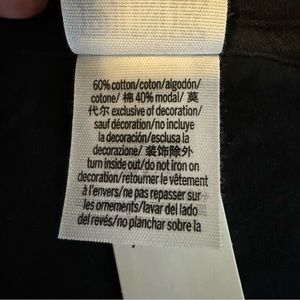 60% cotton/coton/algodón/
cotone/ 棉 40% modal/ 莫
代尔 exclusive of decoration/
sauf décoration/no incluye
la decoración/esclusa la
decorazione/ 装饰除外
turn inside out/do not iron on
decoration/retourner le vêtement
à l'envers/ne pas repasser sur
les ornements/lavar del lado
del revés/no planchar sobre la